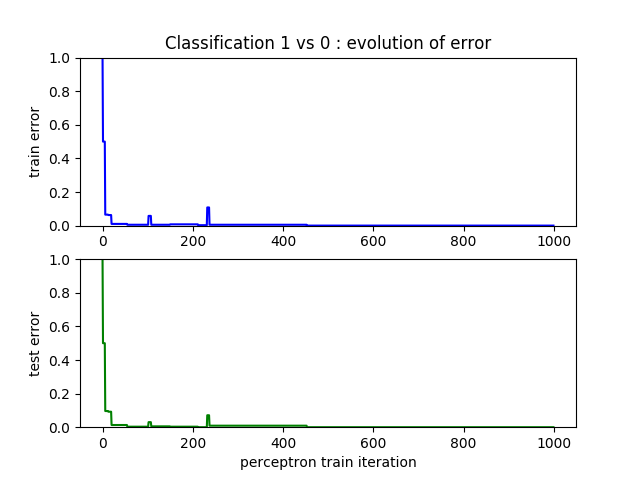 Classification 1 vs 0 : evolution of error
train error
1.0
0.8
0.6
0.4
0.2
0.0
0 200 400 600 800 1000
test error
1.0
0.8
0.6
0.4
0.2
0.0
0 200 400 600 800 1000
perceptron train iteration